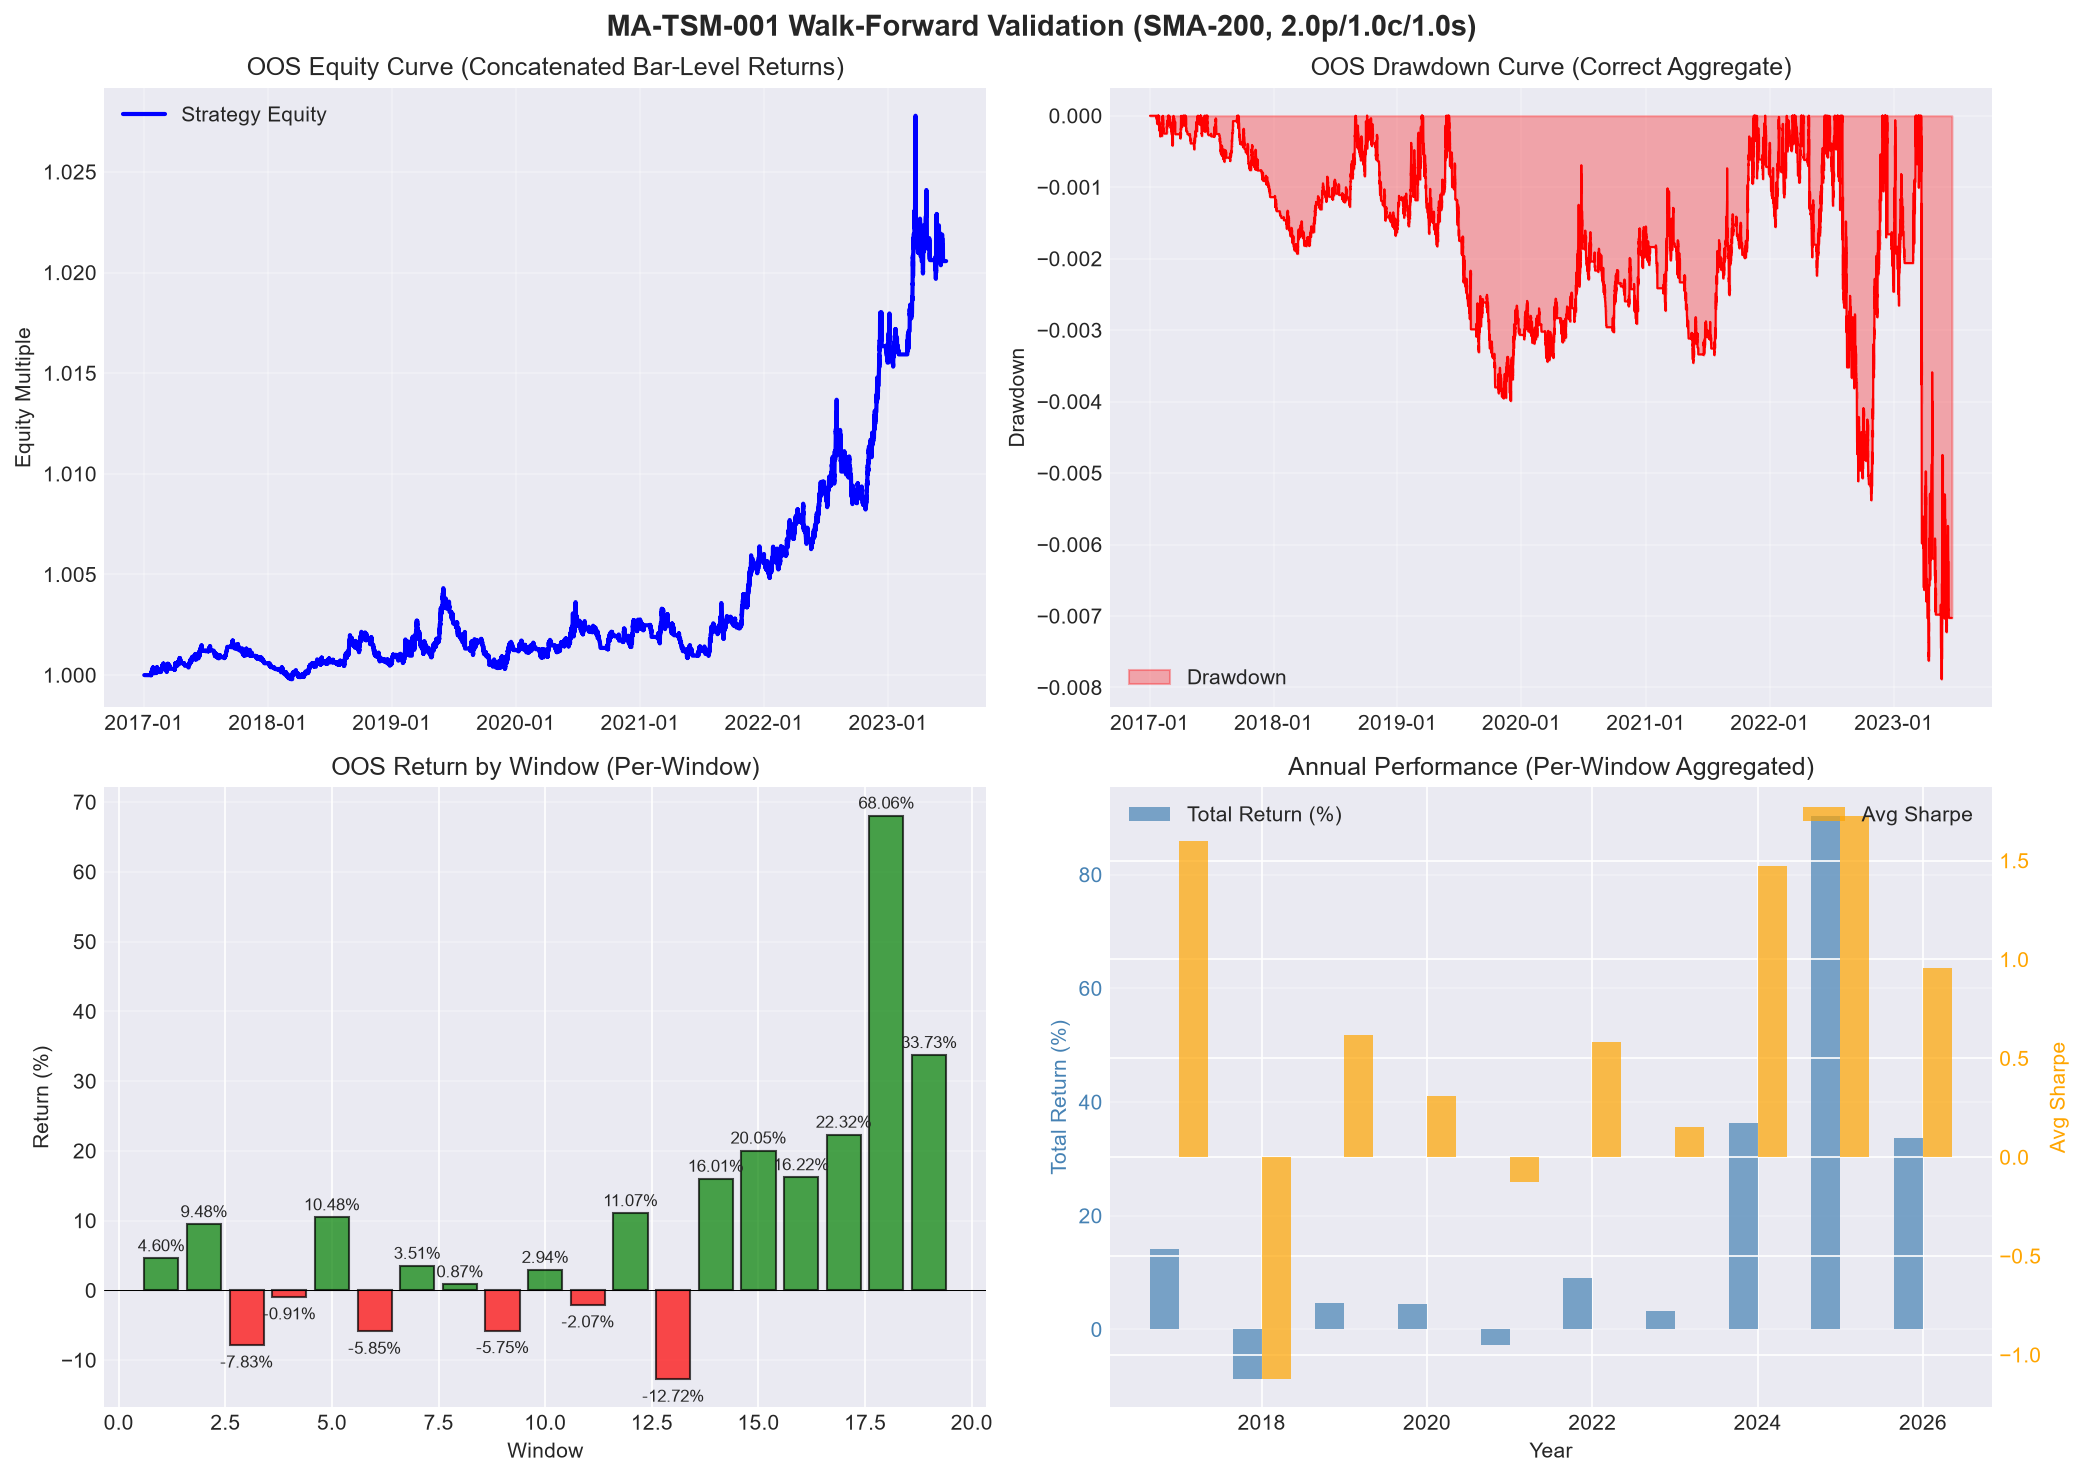 MA-TSM-001 Walk-Forward Validation (SMA-200, 2.0p/1.0c/1.0s)
OOS Equity Curve (Concatenated Bar-Level Returns)
Strategy Equity
Equity Multiple
1.025
1.020
1.015
1.010
1.005
1.000
2017-01 2018-01 2019-01 2020-01 2021-01 2022-01 2023-01
OOS Drawdown Curve (Correct Aggregate)
Drawdown
0.000
−0.001
−0.002
−0.003
−0.004
−0.005
−0.006
−0.007
−0.008
Drawdown
2017-01 2018-01 2019-01 2020-01 2021-01 2022-01 2023-01
OOS Return by Window (Per-Window)
Return (%)
70
60
50
40
30
20
10
0
−10
4.60%
9.48%
-7.83%
-0.91%
10.48%
-5.85%
3.51%
0.87%
-5.75%
2.94%
-2.07%
11.07%
-12.72%
16.01%
20.05%
16.22%
22.32%
68.06%
33.73%
0.0 2.5 5.0 7.5 10.0 12.5 15.0 17.5 20.0
Window
Annual Performance (Per-Window Aggregated)
Total Return (%)
Avg Sharpe
Total Return (%)
80
60
40
20
0
1.5
1.0
0.5
0.0
−0.5
−1.0
Avg Sharpe
2018 2020 2022 2024 2026
Year